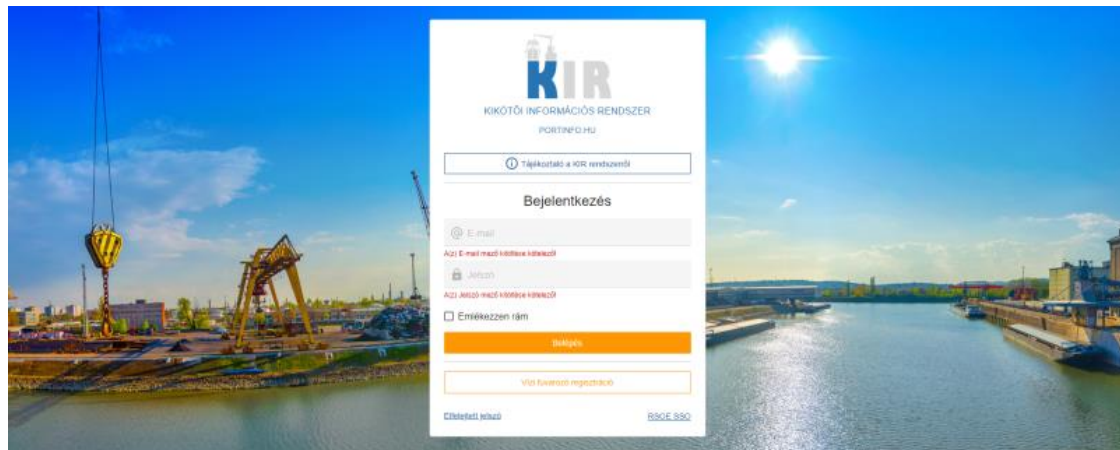 KIR
KIKÖTŐI INFORMÁCIÓS RENDSZER
PORTINFO.HU
Tájékoztató a KIR rendszerről
Bejelentkezés
@ E-mail
A(z) E-mail mező kitöltése kötelező!
Jelszó
A(z) Jelszó mező kitöltése kötelező!
Emlékezzen rám
Belépés
Vízi fuvarozó regisztráció
Elfelejtett jelszó
RSOE SSO